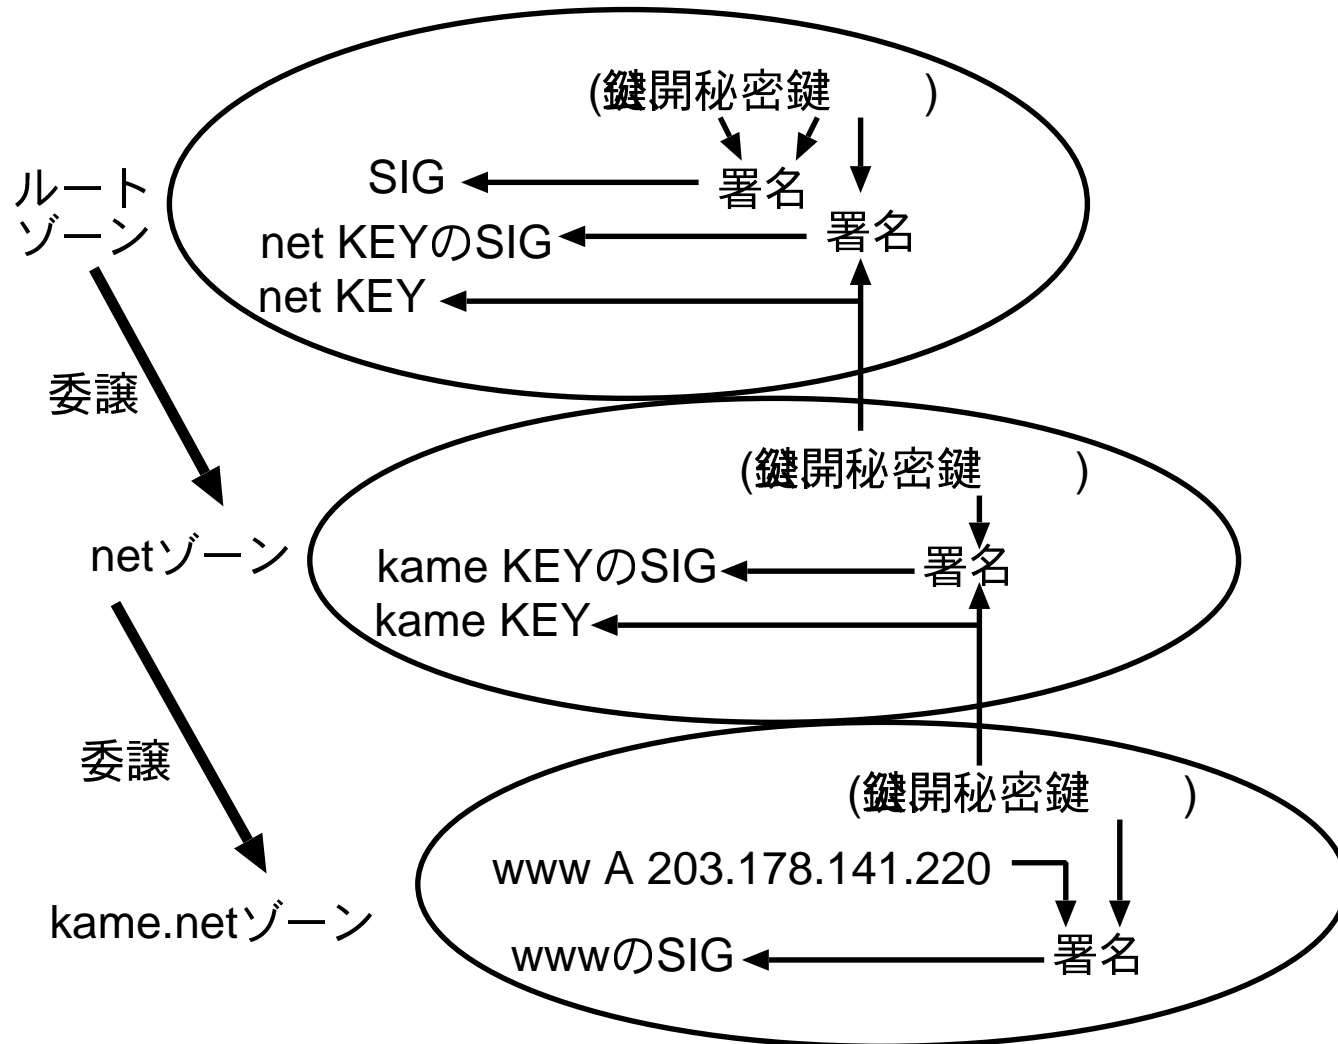 (公開鍵、秘密鍵)
SIG
署名
ルート
ゾーン
net KEYのSIG
署名
net KEY
委譲
(公開鍵、秘密鍵)
netゾーン
kame KEYのSIG
署名
kame KEY
委譲
(公開鍵、秘密鍵)
www A 203.178.141.220
kame.netゾーン
wwwのSIG
署名